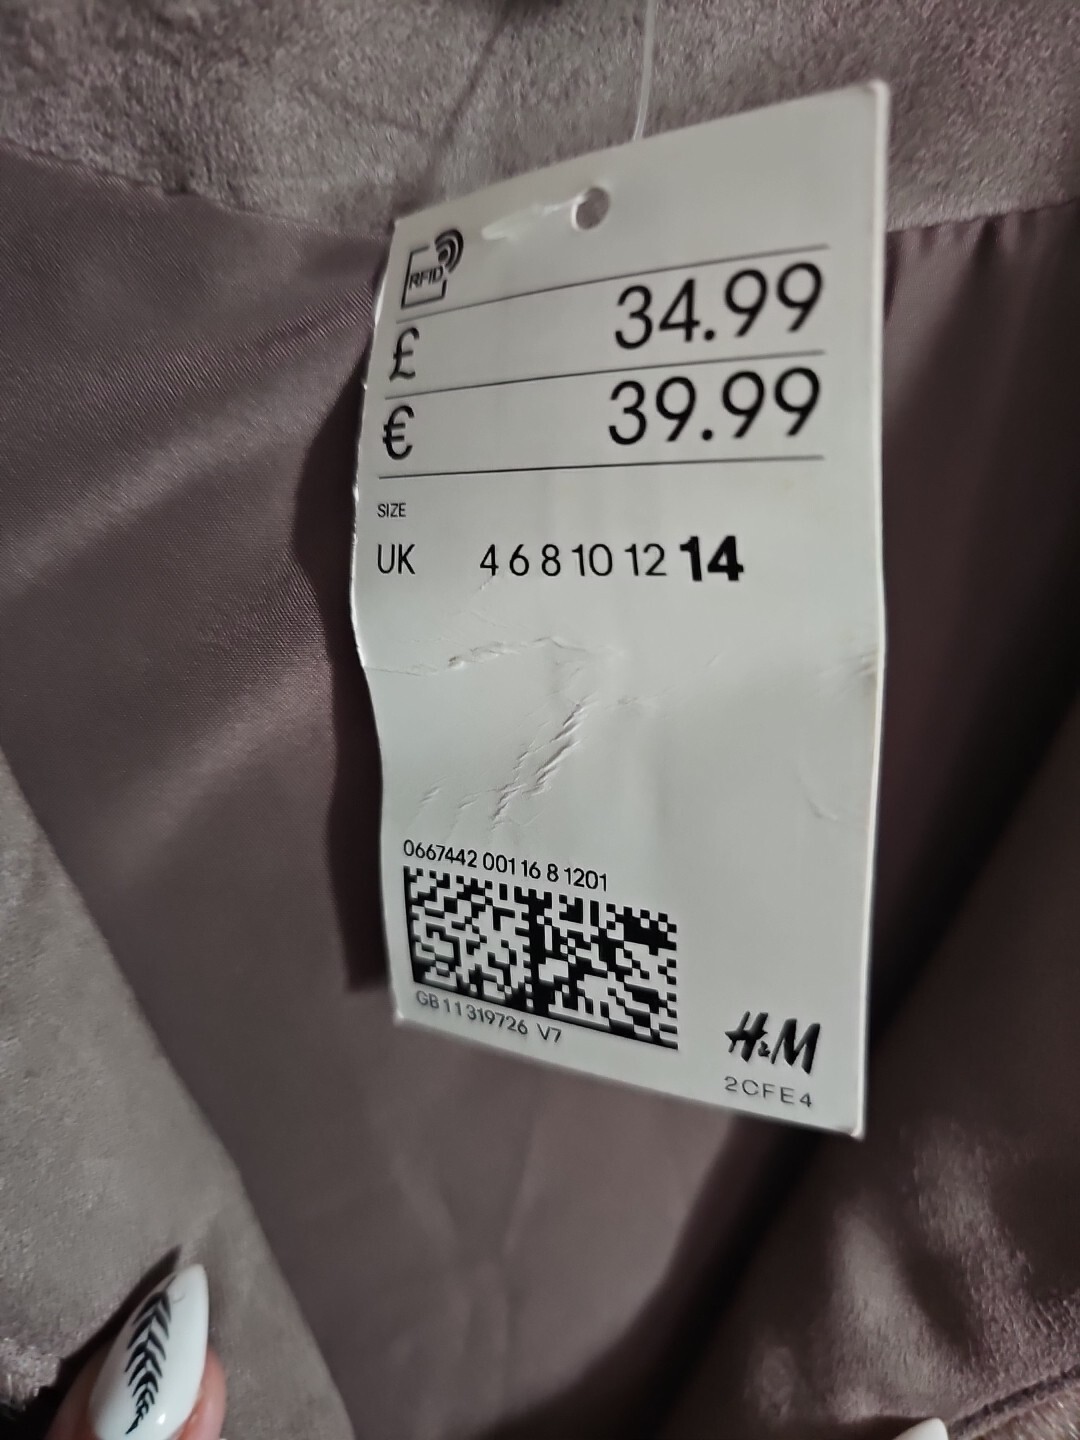 RFID
£ 34.99
€ 39.99
SIZE
UK 4 6 8 10 12 14
0667442 001 16 8 1201
GB 11319726 V7
H&M
2CFE4